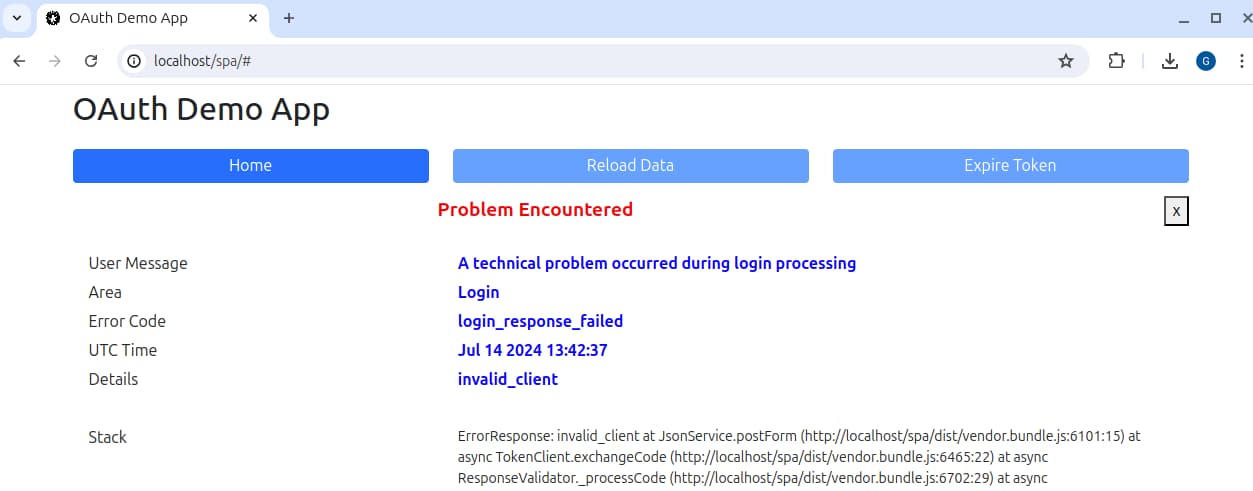 OAuth Demo App
localhost/spa/#
G
OAuth Demo App
Home Reload Data Expire Token
Problem Encountered x
User Message A technical problem occurred during login processing
Area Login
Error Code login_response_failed
UTC Time Jul 14 2024 13:42:37
Details invalid_client
Stack ErrorResponse: invalid_client at JsonService.postForm (http://localhost/spa/dist/vendor.bundle.js:6101:15) at
async TokenClient.exchangeCode (http://localhost/spa/dist/vendor.bundle.js:6465:22) at async
ResponseValidator._processCode (http://localhost/spa/dist/vendor.bundle.js:6702:29) at async